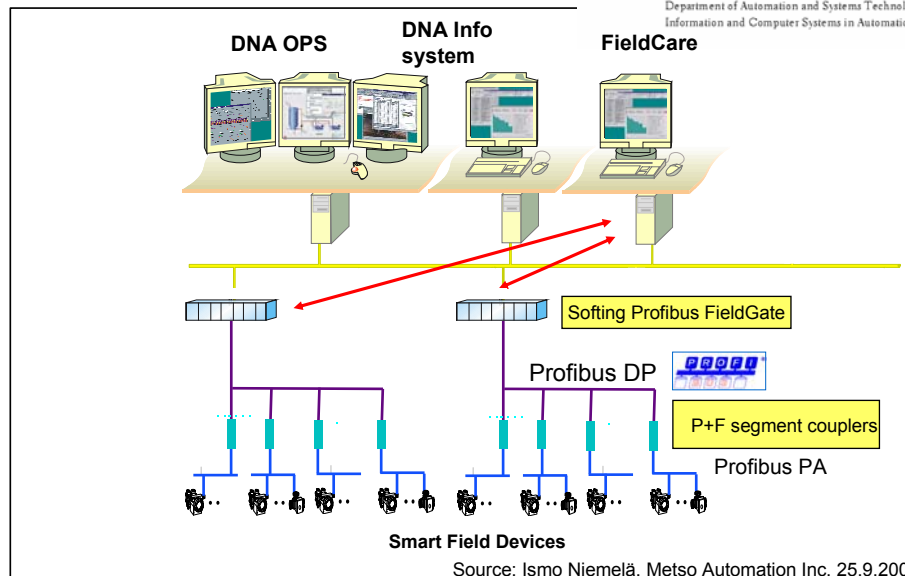 Department of Automation and Systems Technol
Information and Computer Systems in Automatio
DNA OPS
DNA Info
system
FieldCare
Softing Profibus FieldGate
Profibus DP
PROFI
BUS
P+F segment couplers
Profibus PA
Smart Field Devices
Source: Ismo Niemelä, Metso Automation Inc. 25.9.200